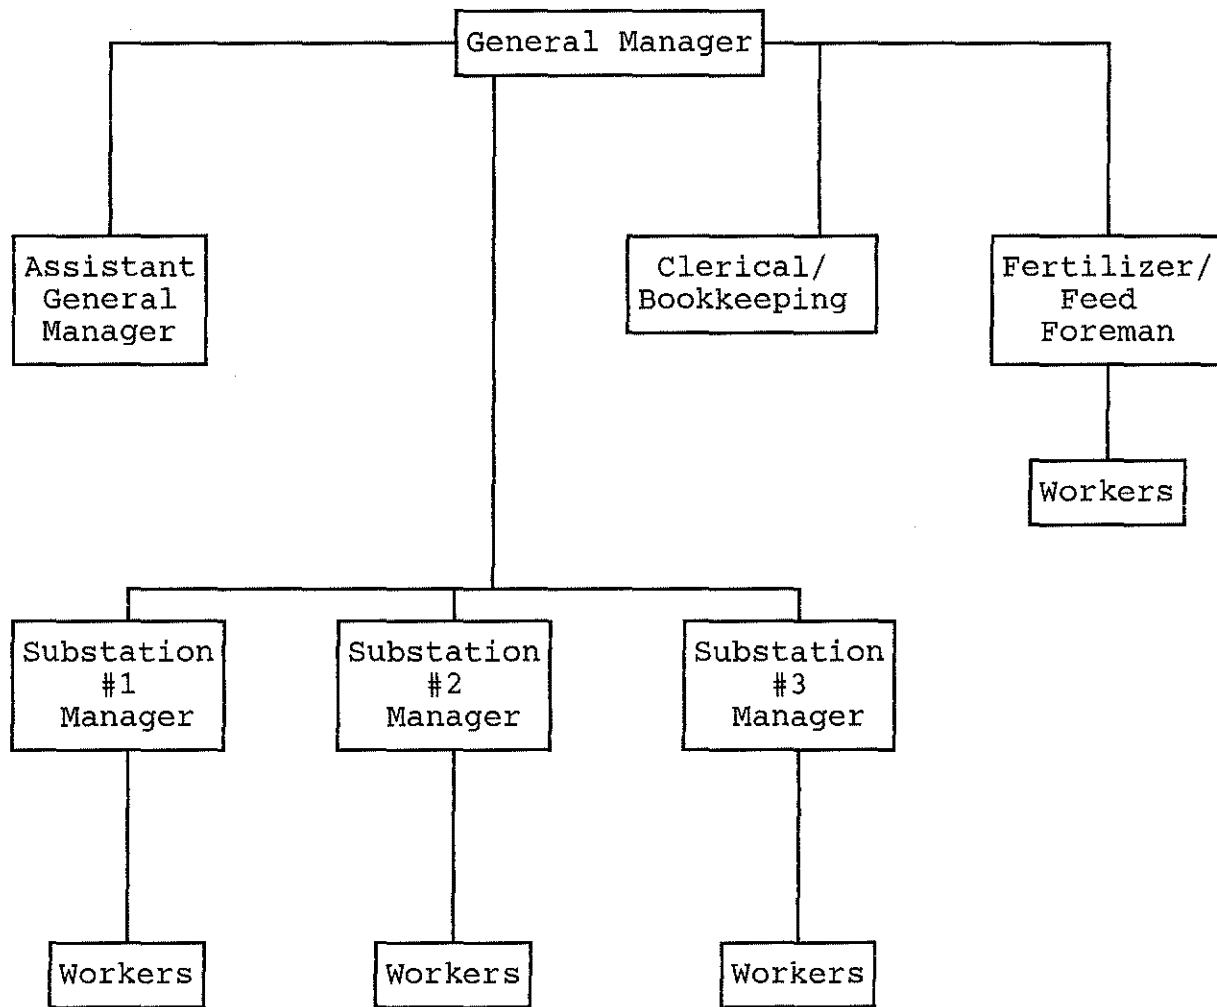 General Manager
Assistant
General
Manager
Clerical/
Bookkeeping
Fertilizer/
Feed
Foreman
Workers
Substation
#1
Manager
Substation
#2
Manager
Substation
#3
Manager
Workers
Workers
Workers